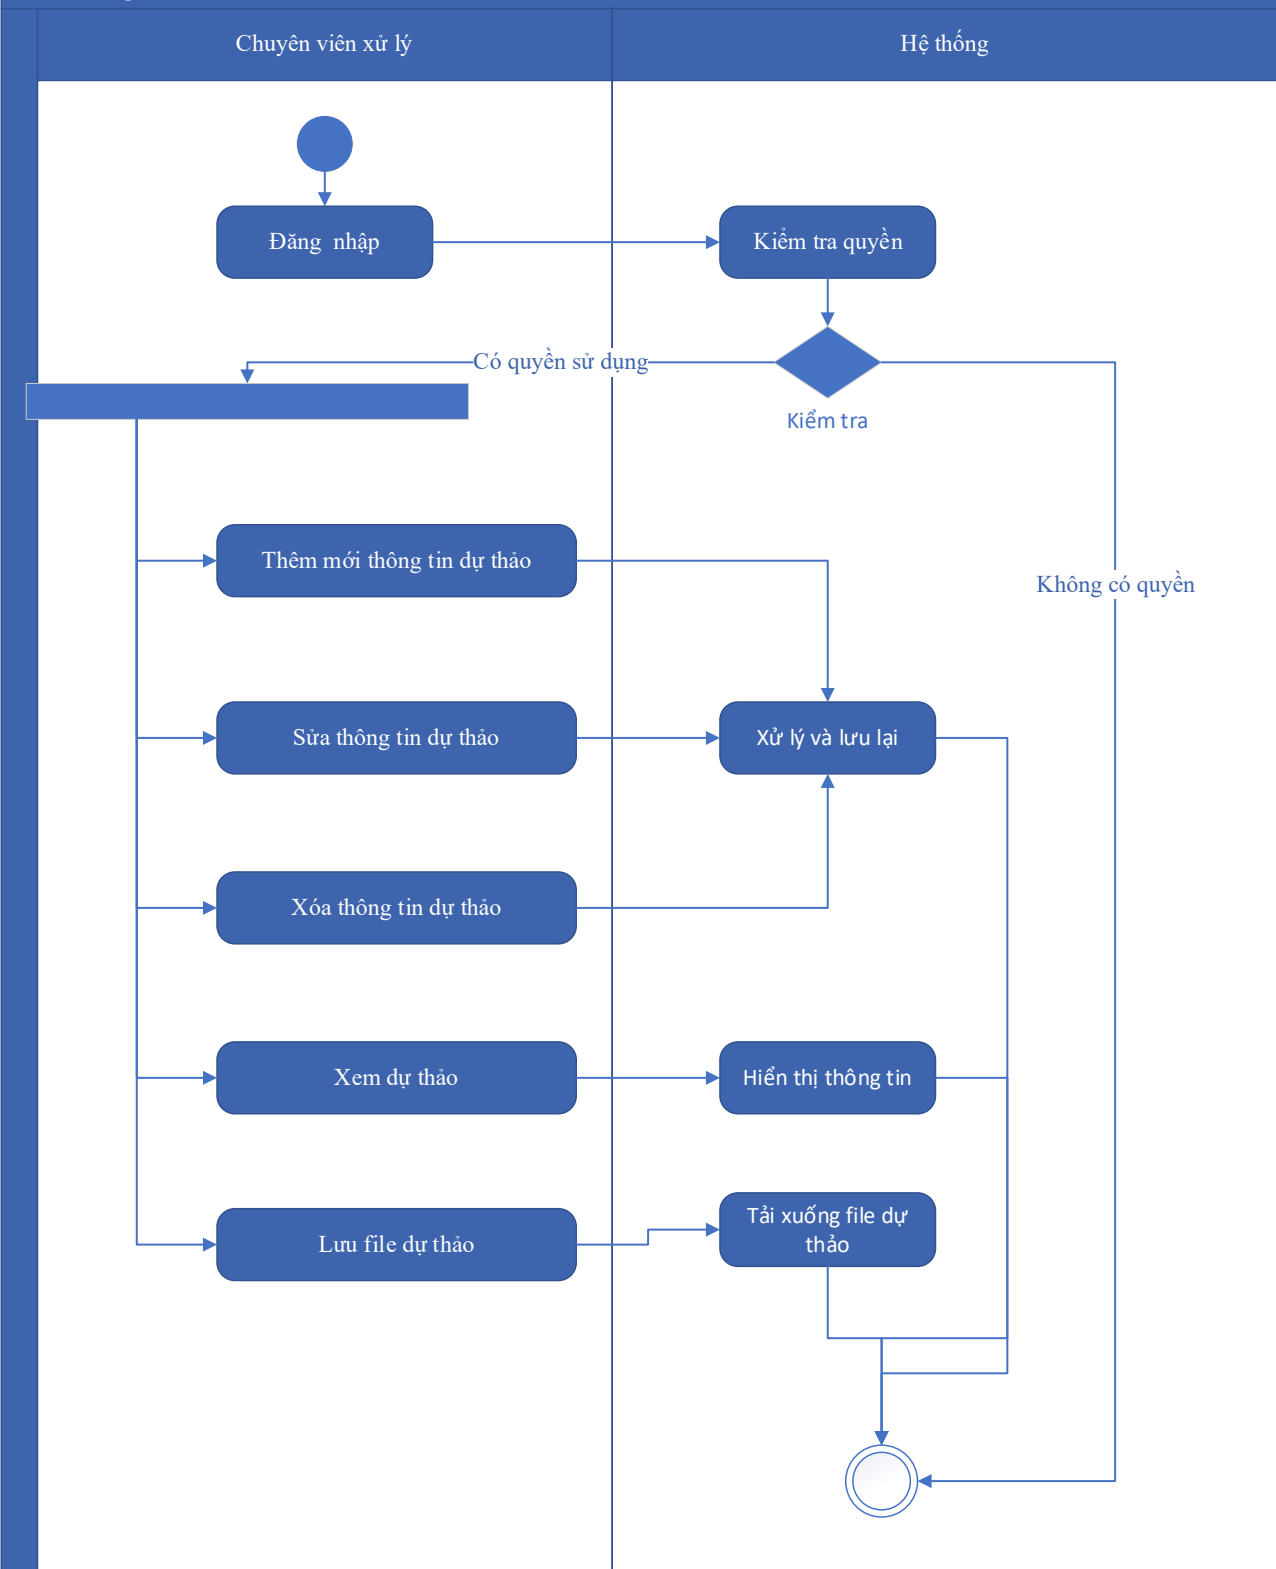 Chuyên viên xử lý
Hệ thống
Đăng nhập
Kiểm tra quyền
Có quyền sử dụng
Kiểm tra
Thêm mới thông tin dự thảo
Không có quyền
Sửa thông tin dự thảo
Xử lý và lưu lại
Xóa thông tin dự thảo
Xem dự thảo
Hiển thị thông tin
Tải xuống file dự
thảo
Lưu file dự thảo